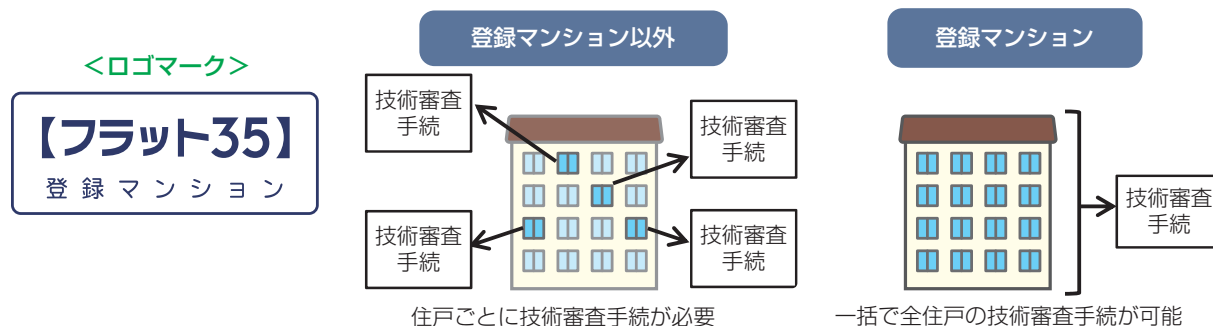 ＜ロゴマーク＞
【フラット35】
登録マンション
登録マンション以外
技術審査
手続
技術審査
手続
技術審査
手続
技術審査
手続
住戸ごとに技術審査手続が必要
登録マンション
技術審査
手続
一括で全住戸の技術審査手続が可能